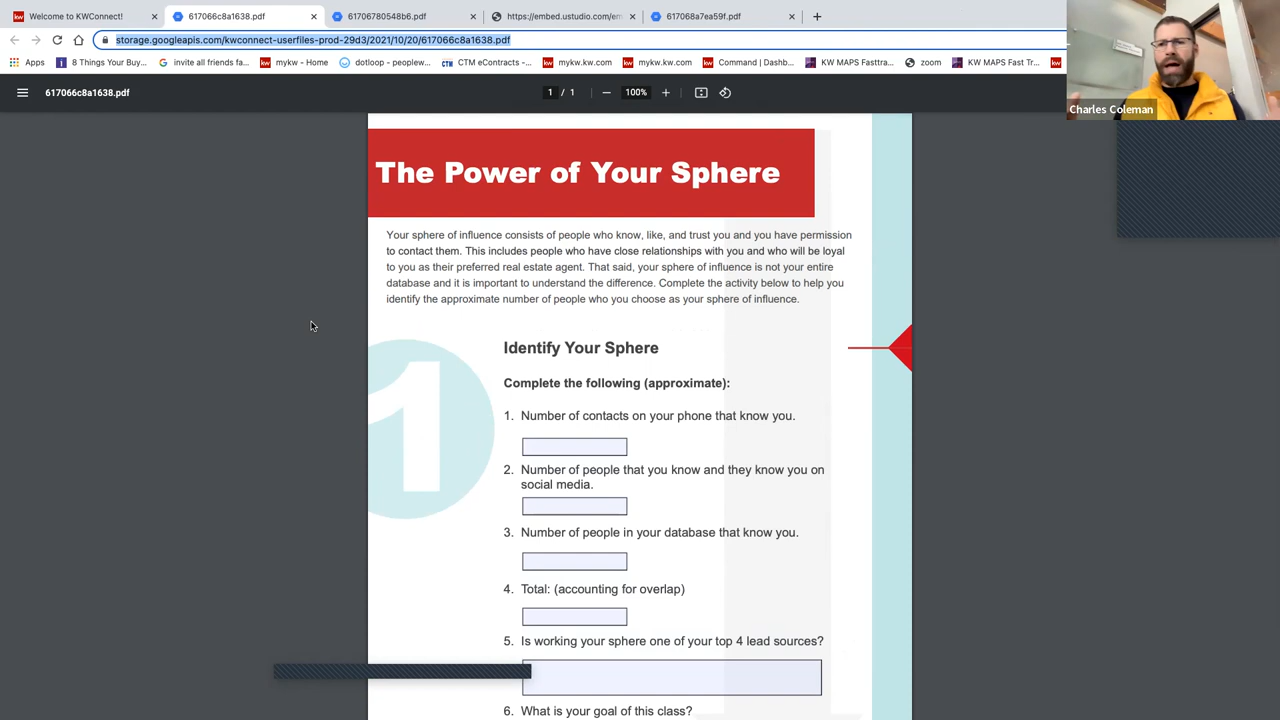 Welcome to KWConnect!
617066c8a1638.pdf
61706780548b6.pdf
https://embed.ustudio.com/em
617068a7ea59f.pdf
storage.googleapis.com/kwconnect-userfiles-prod-29d3/2021/10/20/617066c8a1638.pdf
Apps
8 Things Your Buy...
invite all friends fa...
mykw - Home
dotloop - peoplew...
CTM eContracts - ...
mykw.kw.com
mykw.kw.com
Command | Dashb...
KW MAPS Fasttra...
zoom
KW MAPS Fast Tr...
617066c8a1638.pdf
1 / 1
100%
Charles Coleman
The Power of Your Sphere
Your sphere of influence consists of people who know, like, and trust you and you have permission
to contact them. This includes people who have close relationships with you and who will be loyal
to you as their preferred real estate agent. That said, your sphere of influence is not your entire
database and it is important to understand the difference. Complete the activity below to help you
identify the approximate number of people who you choose as your sphere of influence.
1
Identify Your Sphere
Complete the following (approximate):
1. Number of contacts on your phone that know you.
2. Number of people that you know and they know you on
social media.
3. Number of people in your database that know you.
4. Total: (accounting for overlap)
5. Is working your sphere one of your top 4 lead sources?
6. What is your goal of this class?